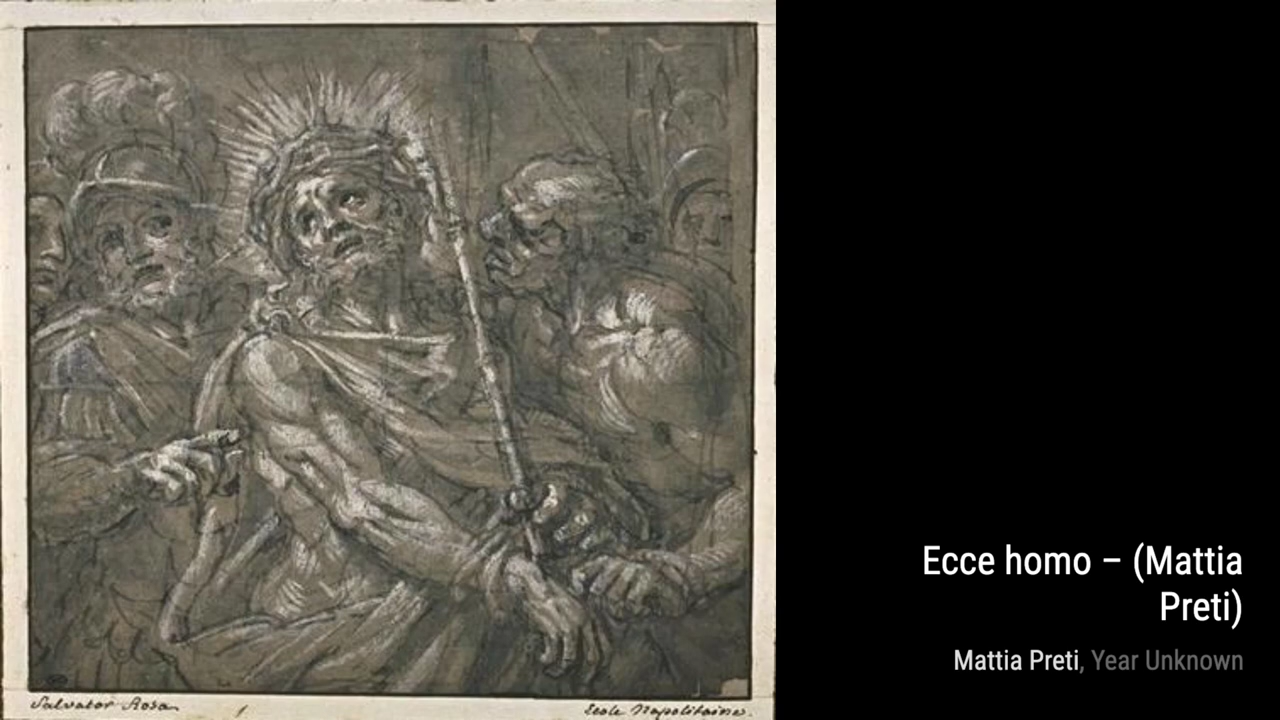 Ecce homo – (Mattia
Preti)
Mattia Preti, Year Unknown
Salvator Rosa
Ecole Napolitaine.